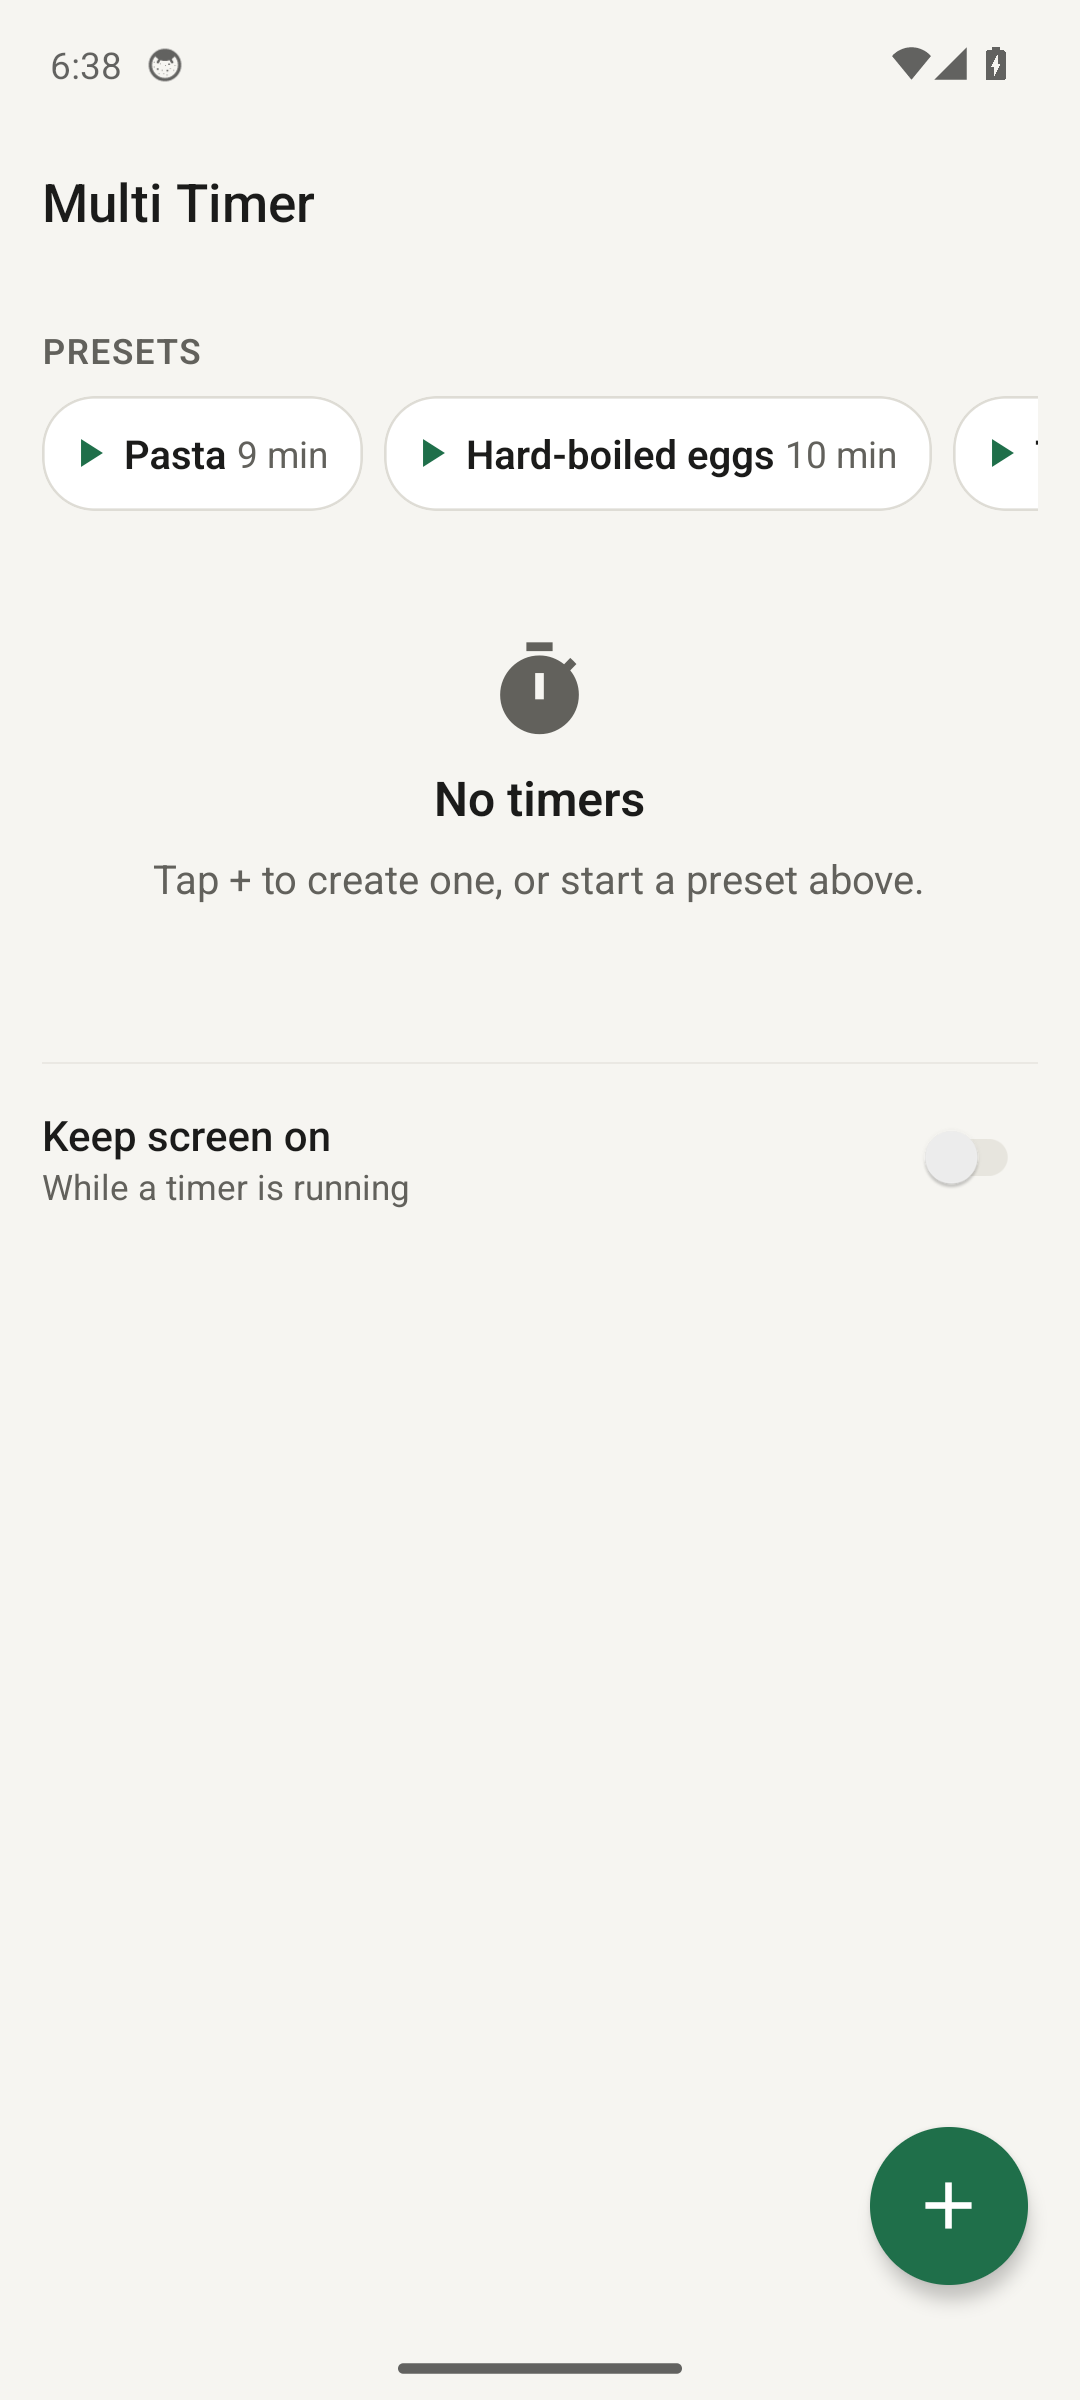 6:38
Multi Timer
PRESETS
Pasta 9 min
Hard-boiled eggs 10 min
No timers
Tap + to create one, or start a preset above.
Keep screen on
While a timer is running